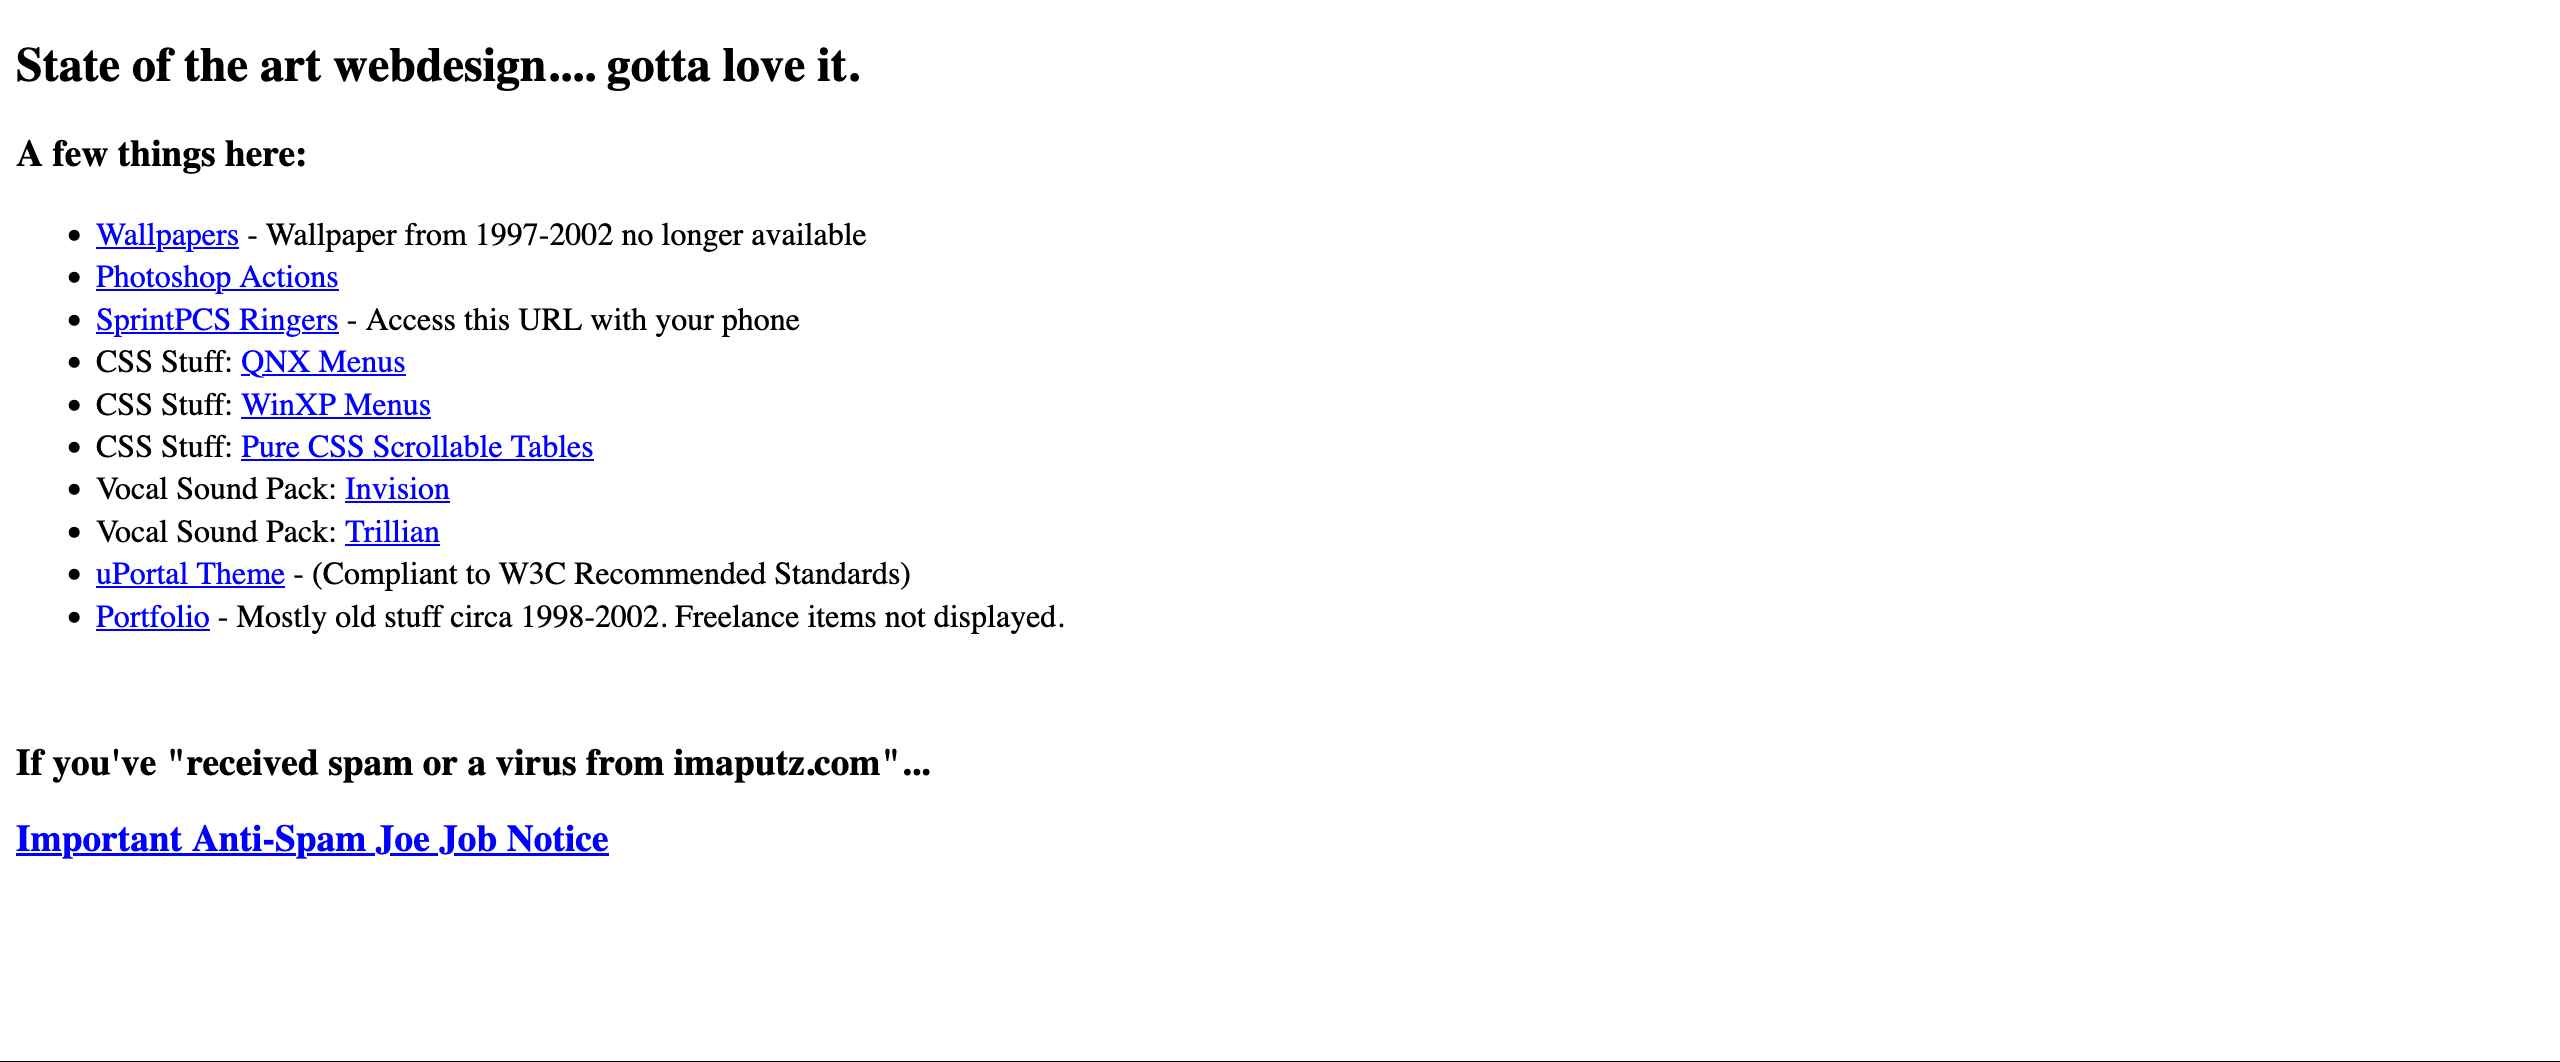 State of the art webdesign.... gotta love it.
A few things here:
Wallpapers - Wallpaper from 1997-2002 no longer available
Photoshop Actions
SprintPCS Ringers - Access this URL with your phone
CSS Stuff: QNX Menus
CSS Stuff: WinXP Menus
CSS Stuff: Pure CSS Scrollable Tables
Vocal Sound Pack: Invision
Vocal Sound Pack: Trillian
uPortal Theme - (Compliant to W3C Recommended Standards)
Portfolio - Mostly old stuff circa 1998-2002. Freelance items not displayed.
If you've "received spam or a virus from imaputz.com"...
Important Anti-Spam Joe Job Notice